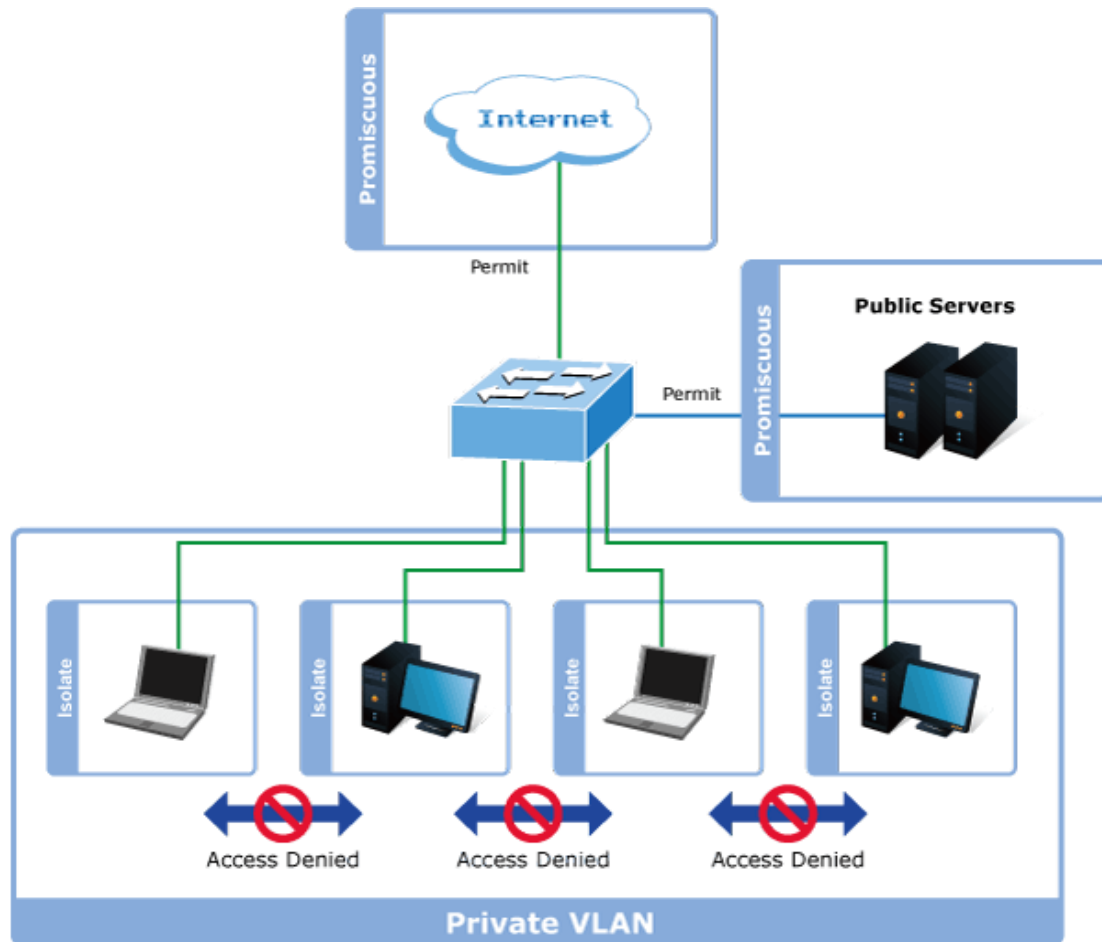 Promiscuous
Internet
Permit
Promiscuous
Public Servers
Permit
Isolate
Isolate
Isolate
Isolate
Access Denied
Access Denied
Access Denied
Private VLAN